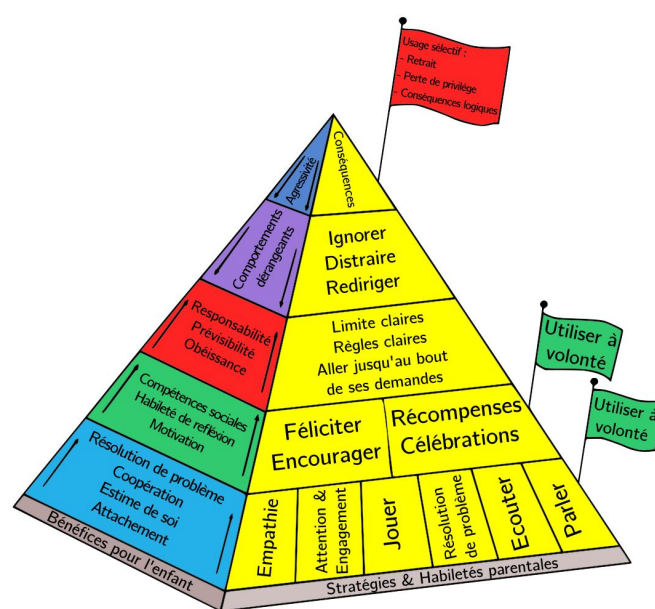 Usage sélectif :
- Retrait
- Perte de privilège
- Conséquences logiques
Agressivité
Conséquences
Comportements
dérangeants
Ignorer
Distraire
Rediriger
Responsabilité
Prévisibilité
Obéissance
Limite claires
Règles claires
Aller jusqu'au bout
de ses demandes
Utiliser à
volonté
Compétences sociales
Habileté de refléxion
Motivation
Féliciter
Encourager
Récompenses
Célébrations
Utiliser à
volonté
Résolution de problème
Coopération
Estime de soi
Attachement
Empathie
Attention &
Engagement
Jouer
Résolution
de problème
Ecouter
Parler
Bénéfices pour l'enfant
Stratégies & Habiletés parentales